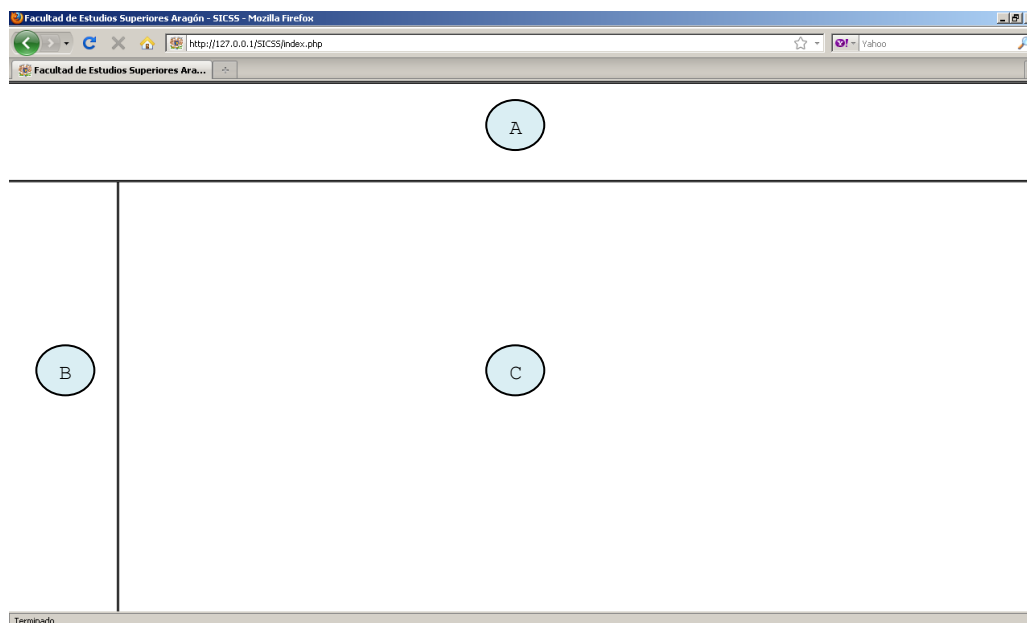 Facultad de Estudios Superiores Aragón - SICSS - Mozilla Firefox
http://127.0.0.1/SICSS/index.php
Yahoo
Facultad de Estudios Superiores Ara...
A
B
C
Terminado